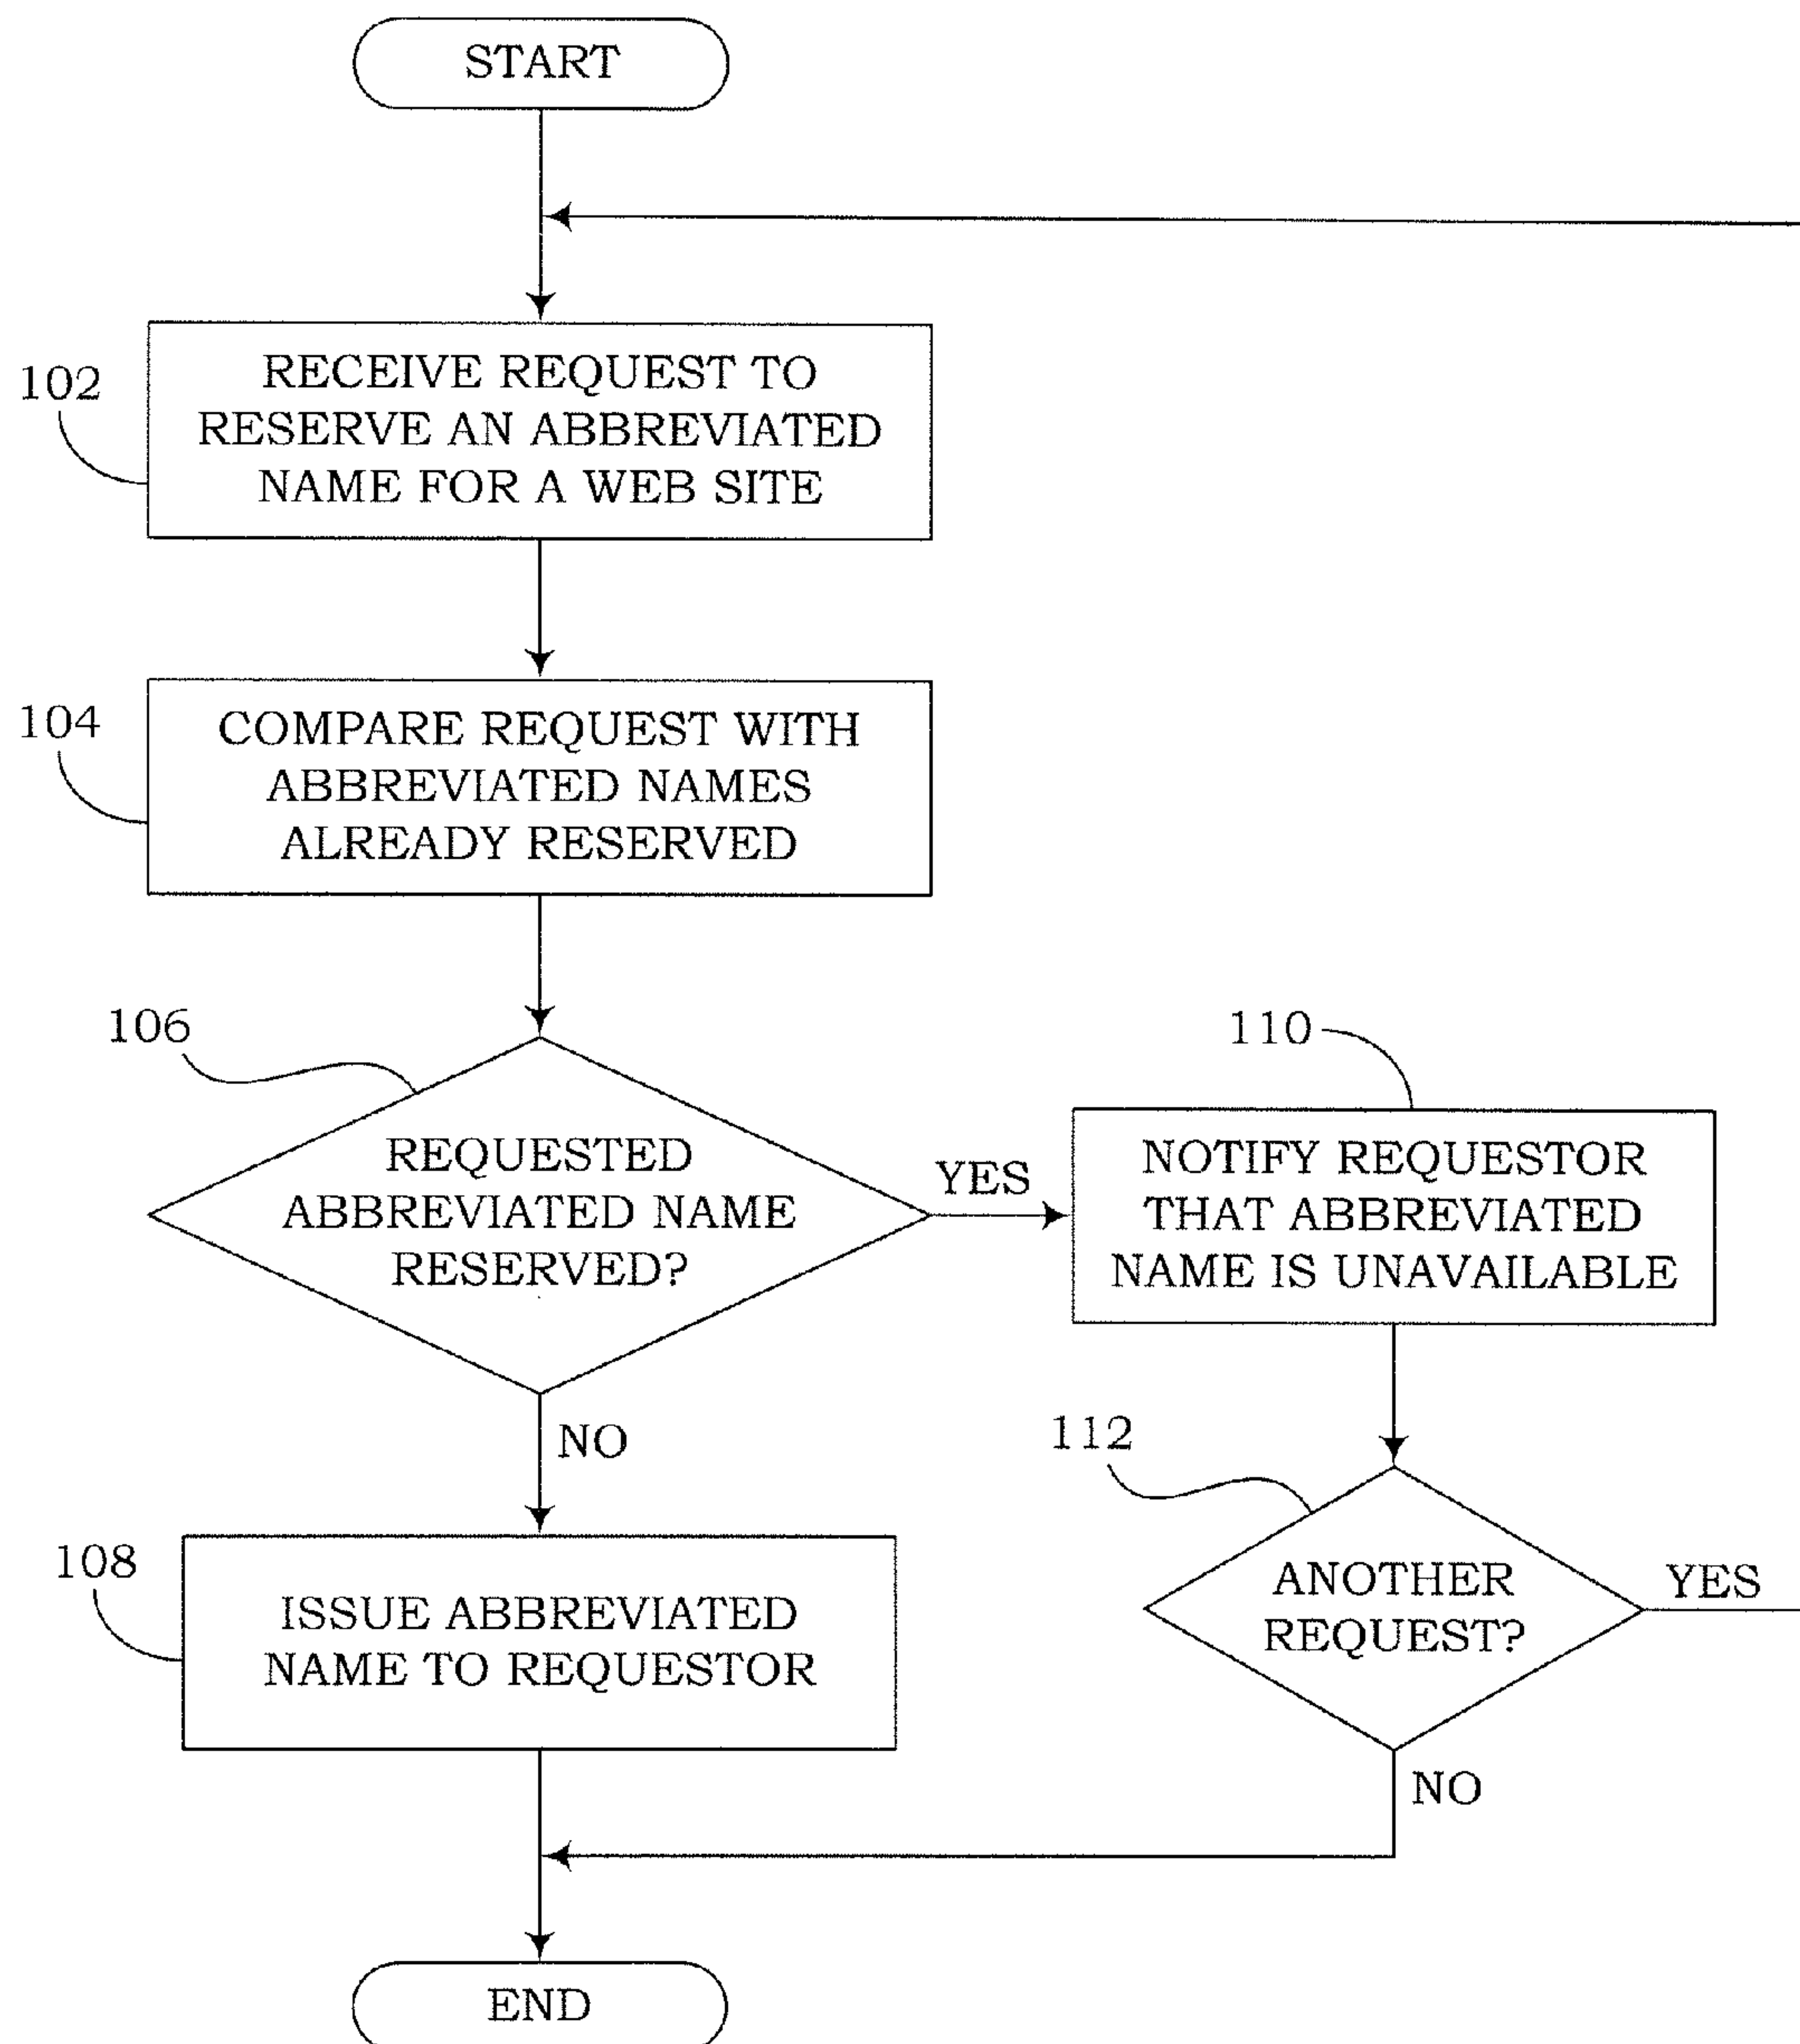 START
102
RECEIVE REQUEST TO
RESERVE AN ABBREVIATED
NAME FOR A WEB SITE
104
COMPARE REQUEST WITH
ABBREVIATED NAMES
ALREADY RESERVED
106
REQUESTED
ABBREVIATED NAME
RESERVED?
YES
110
NOTIFY REQUESTOR
THAT ABBREVIATED
NAME IS UNAVAILABLE
NO
112
ANOTHER
REQUEST?
YES
108
ISSUE ABBREVIATED
NAME TO REQUESTOR
NO
END